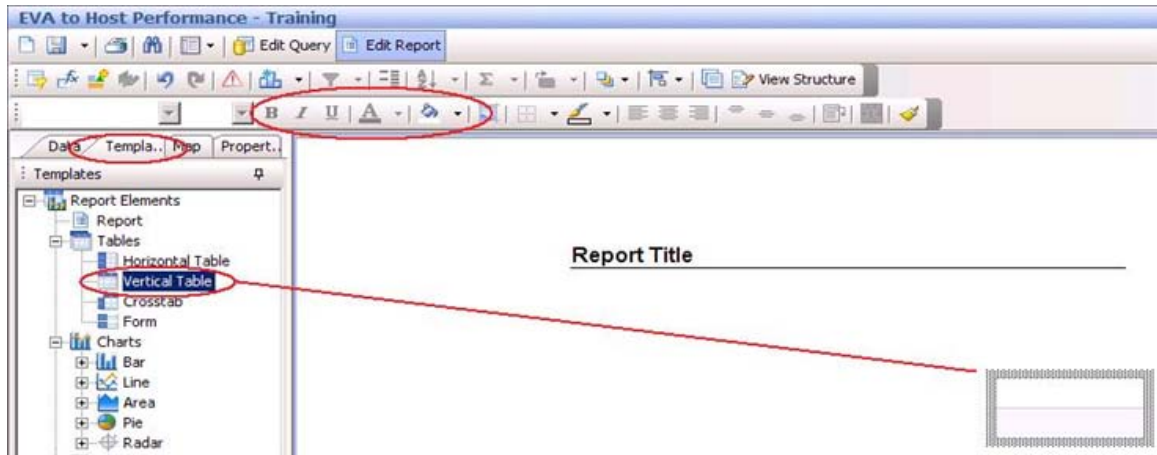 EVA to Host Performance - Training
Edit Query Edit Report
View Structure
B I U A
Data Templa.. Map Propert..
Templates
Report Elements
Report
Tables
Horizontal Table
Vertical Table
Crosstab
Form
Charts
Bar
Line
Area
Pie
Radar
Report Title